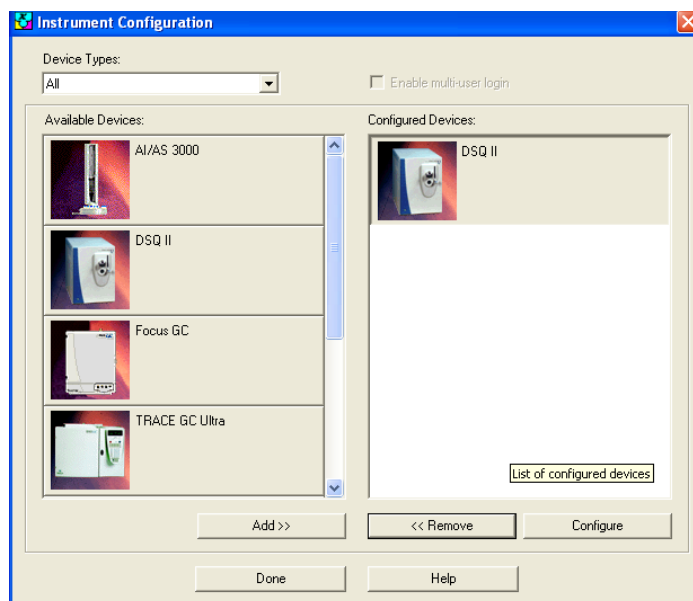 Instrument Configuration
Device Types:
All
Enable multi-user login
Available Devices:
AI/AS 3000
DSQ II
Focus GC
TRACE GC Ultra
Add >>
Configured Devices:
DSQ II
List of configured devices
<< Remove
Configure
Done
Help